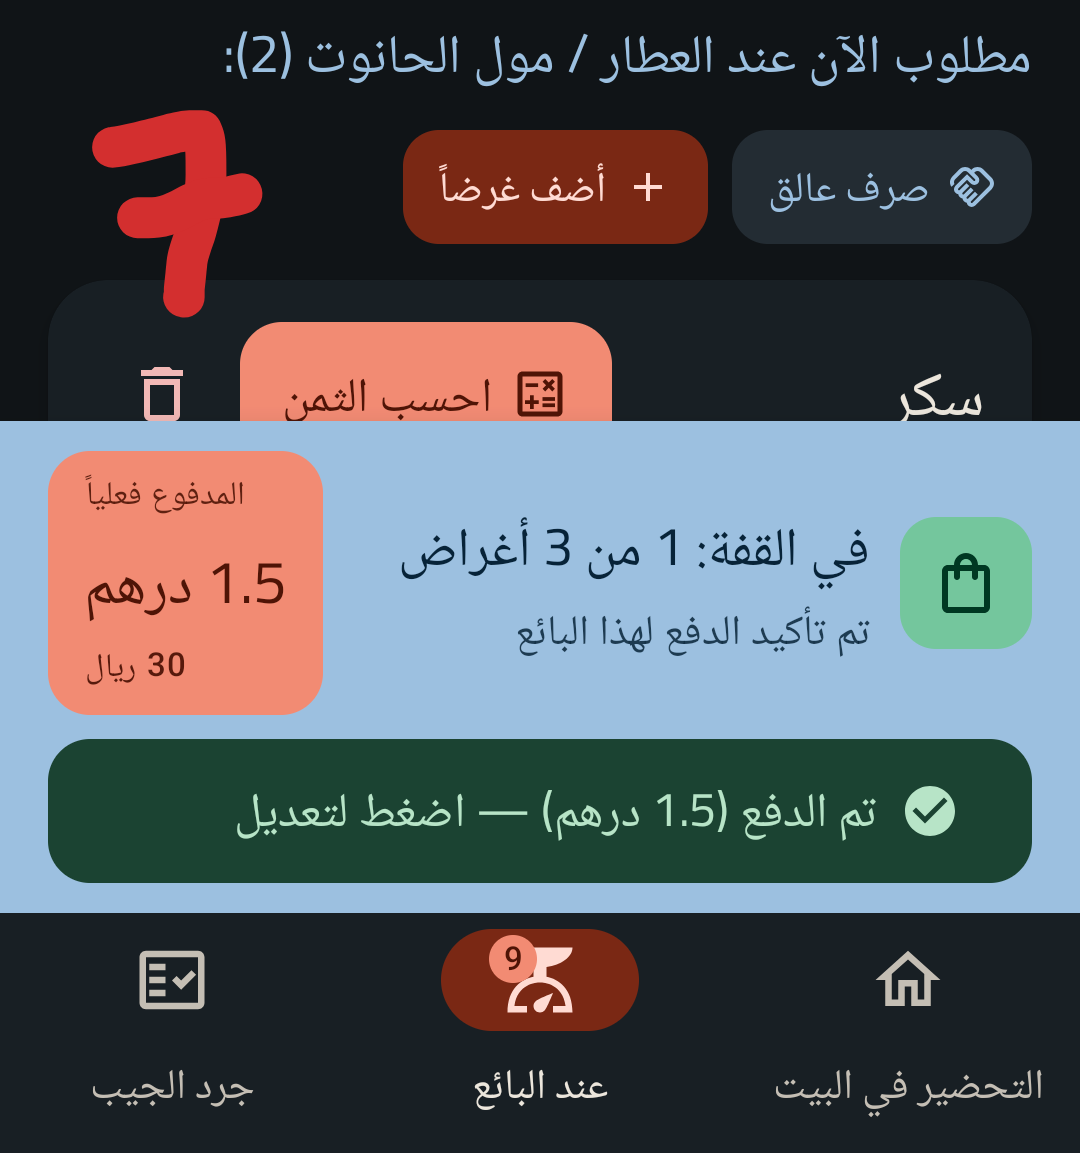 مطلوب الآن عند العطار / مول الحانوت (2):
صرف عالق
أضف غرضاً
7
سكر
احسب الثمن
في القفة: 1 من 3 أغراض
تم تأكيد الدفع لهذا البائع
المدفوع فعلياً
1.5 درهم
30 ريال
تم الدفع (1.5 درهم) — اضغط لتعديل
التحضير في البيت
9
عند البائع
جرد الجيب